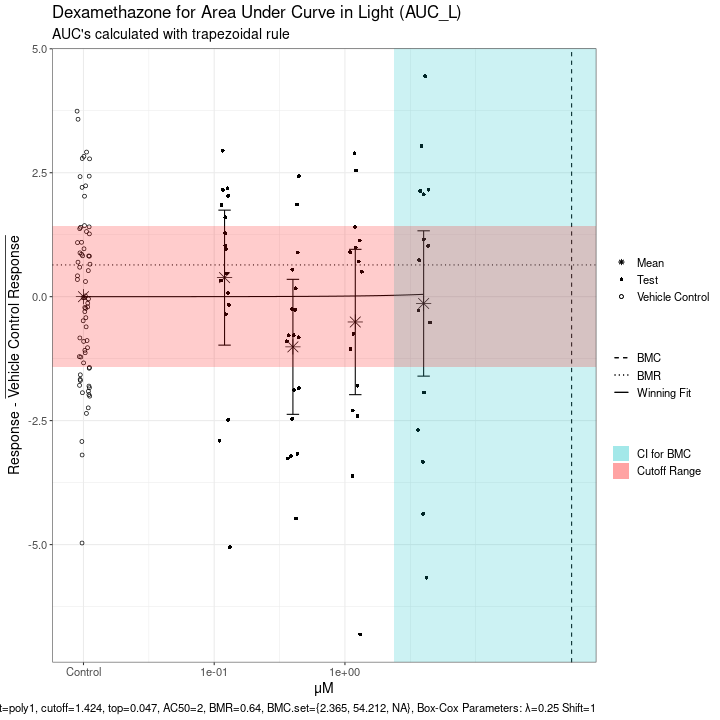 Dexamethazone for Area Under Curve in Light (AUC_L)
AUC's calculated with trapezoidal rule
5.0
2.5
0.0
-2.5
-5.0
Response - Vehicle Control Response
Control
1e-01
1e+00
µM
Mean
Test
Vehicle Control
BMC
BMR
Winning Fit
CI for BMC
Cutoff Range
t=poly1, cutoff=1.424, top=0.047, AC50=2, BMR=0.64, BMC.set={2.365, 54.212, NA}, Box-Cox Parameters: λ=0.25 Shift=1